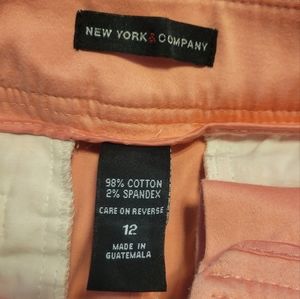 NEW YORK & COMPANY
98% COTTON
2% SPANDEX
CARE ON REVERSE
12
MADE IN
GUATEMALA